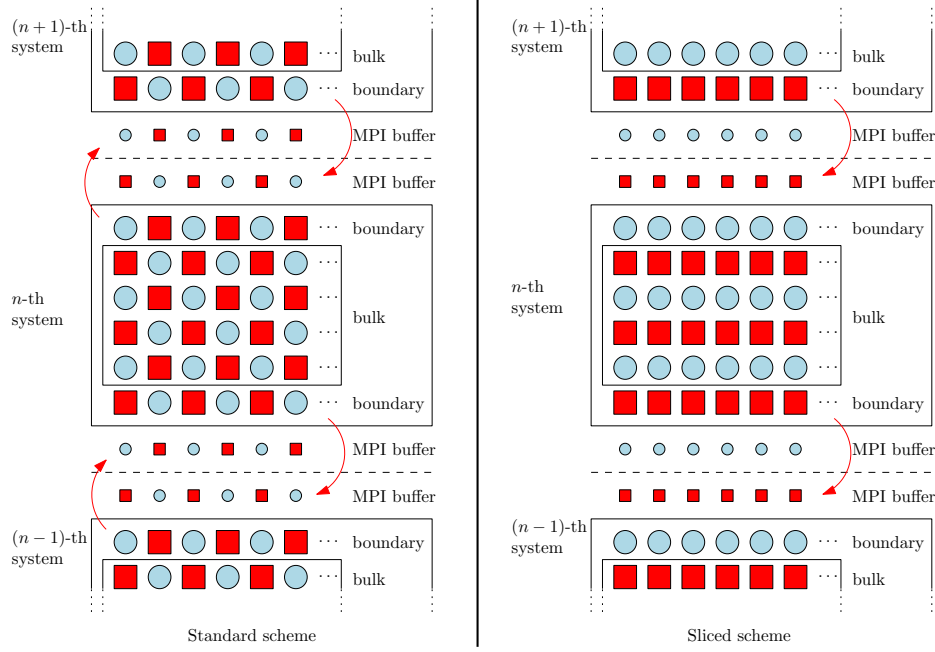 (n + 1)-th
system
··· bulk
··· boundary
MPI buffer
MPI buffer
··· boundary
···
···
n-th
system
bulk
···
···
··· boundary
MPI buffer
MPI buffer
(n − 1)-th
system
··· boundary
··· bulk
Standard scheme
(n + 1)-th
system
··· bulk
··· boundary
MPI buffer
MPI buffer
··· boundary
···
···
n-th
system
bulk
···
···
··· boundary
MPI buffer
MPI buffer
(n − 1)-th
system
··· boundary
··· bulk
Sliced scheme